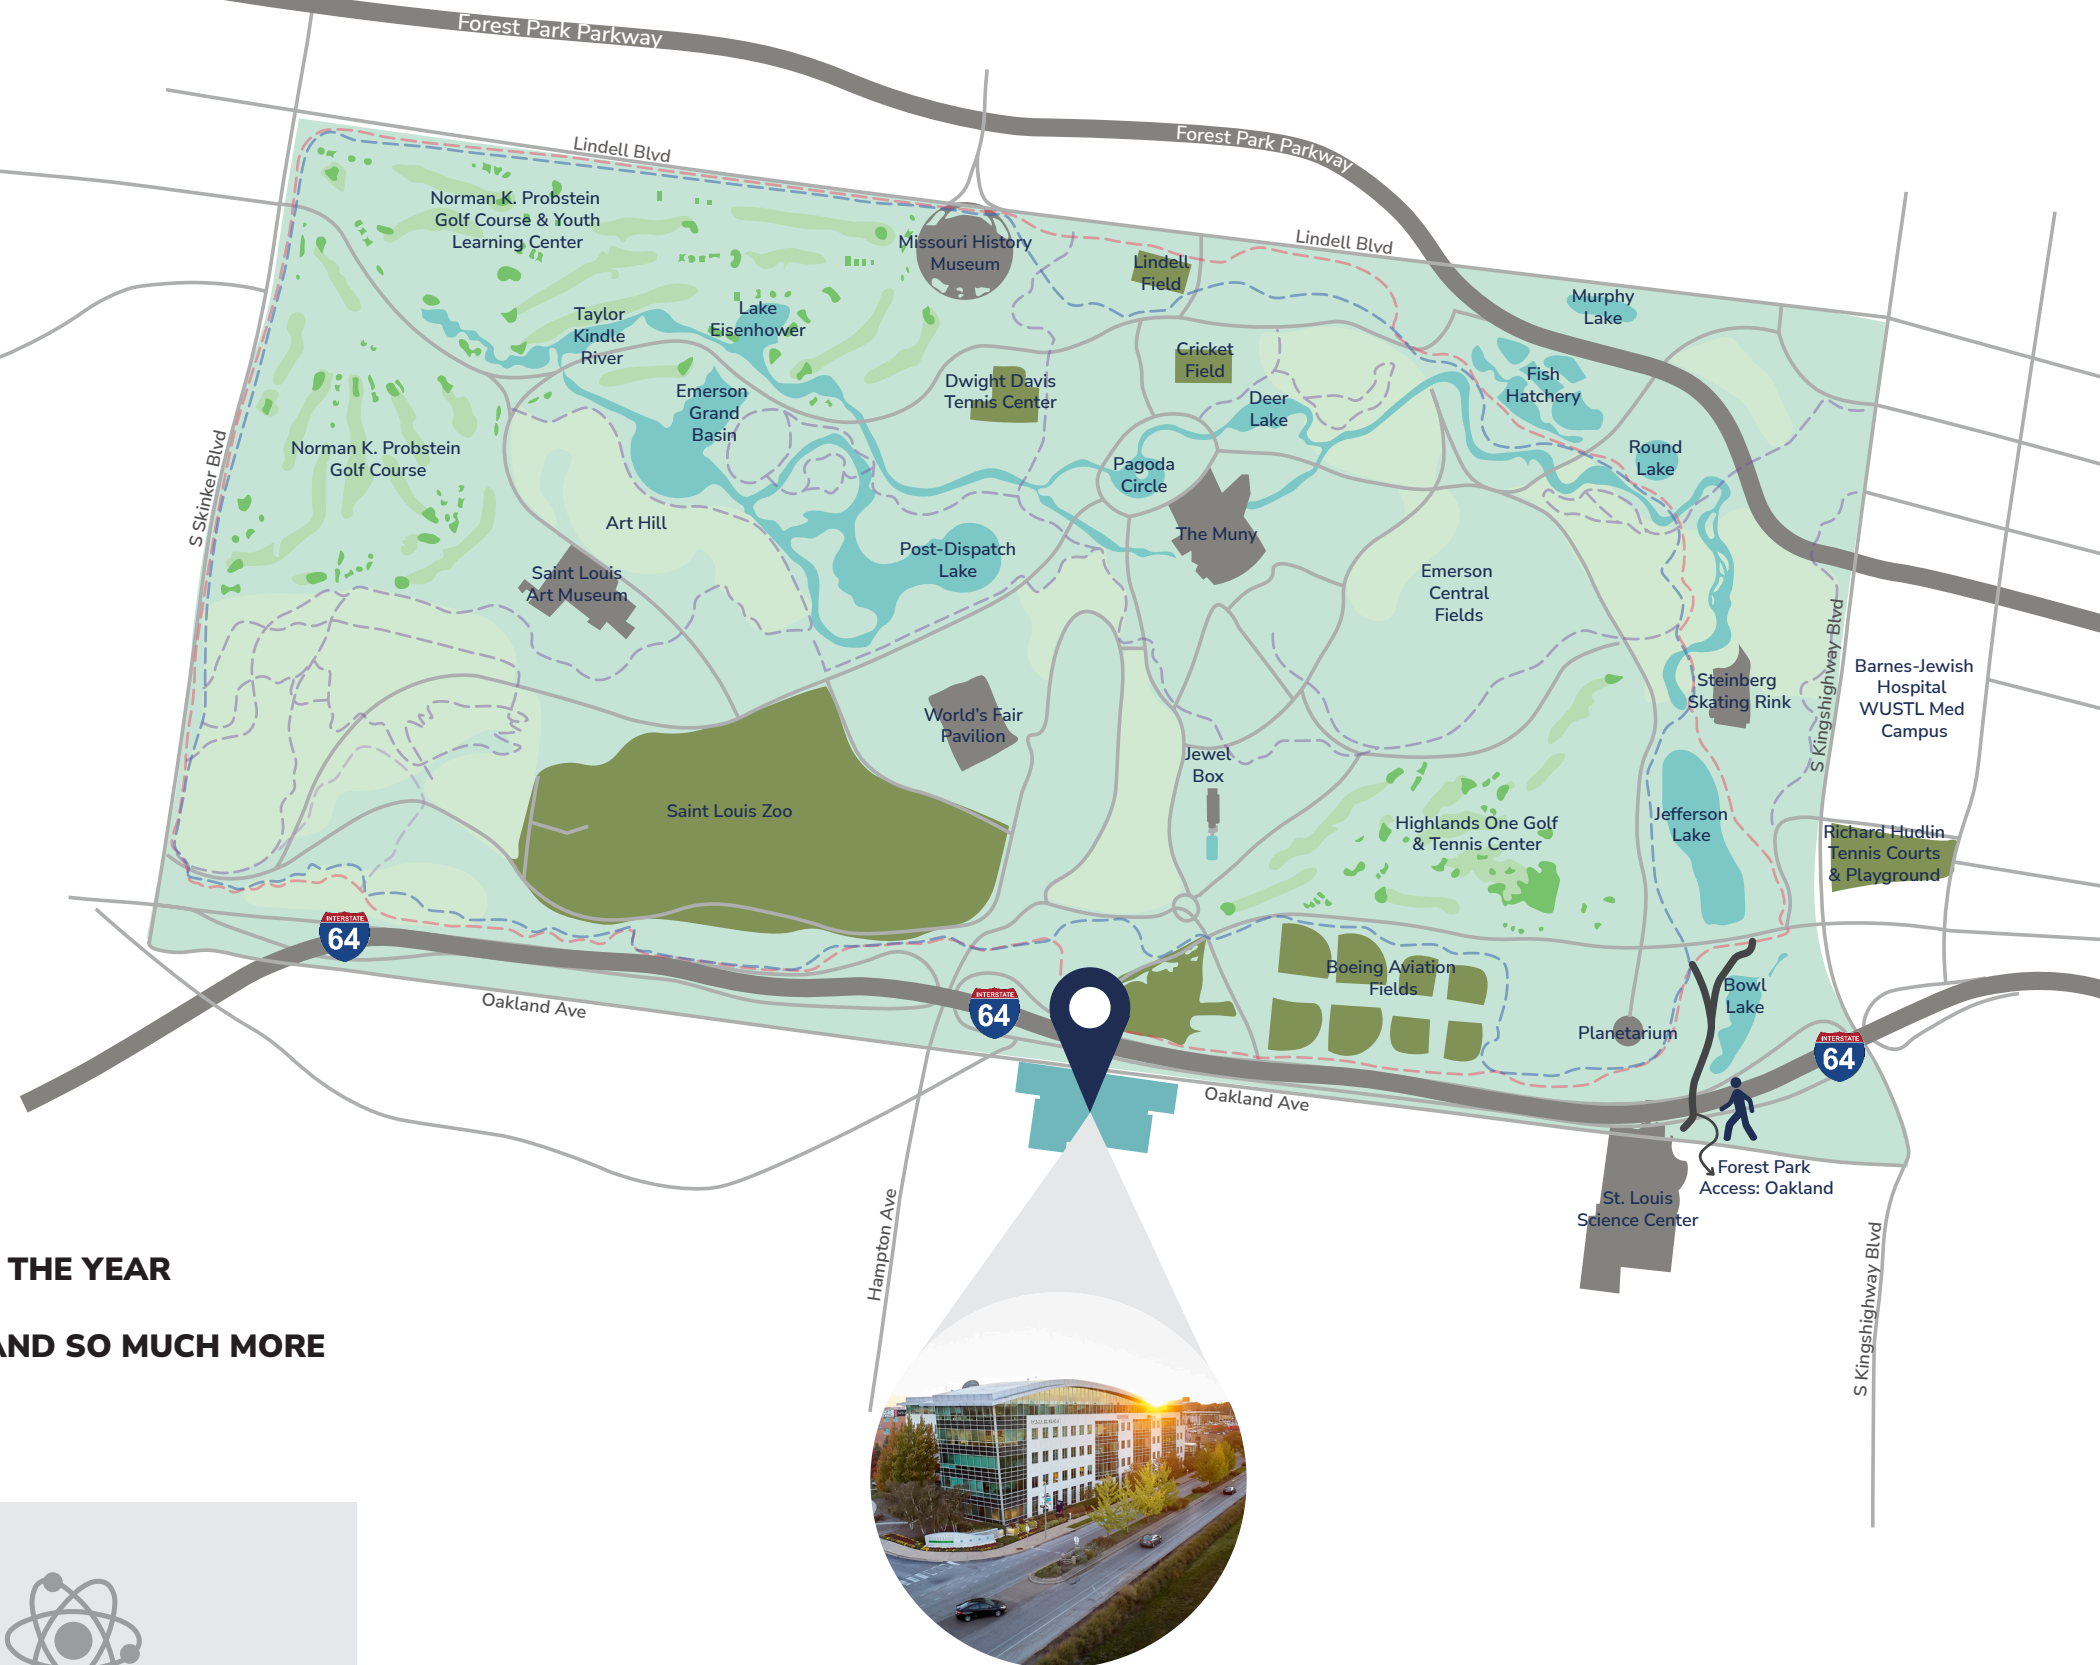 Forest Park Parkway
Forest Park Parkway
Lindell Blvd
Lindell Blvd
Norman K. Probstein
Golf Course & Youth
Learning Center
Missouri History
Museum
Lindell
Field
Murphy
Lake
Taylor
Kindle
River
Lake
Eisenhower
Cricket
Field
Fish
Hatchery
Dwight Davis
Tennis Center
Emerson
Grand
Basin
Deer
Lake
Norman K. Probstein
Golf Course
Round
Lake
Pagoda
Circle
S Skinker Blvd
Art Hill
The Muny
Post-Dispatch
Lake
Saint Louis
Art Museum
Emerson
Central
Fields
S Kingshighway Blvd
Barnes-Jewish
Hospital
WUSTL Med
Campus
Steinberg
Skating Rink
World's Fair
Pavilion
Jewel
Box
Saint Louis Zoo
Highlands One Golf
& Tennis Center
Jefferson
Lake
Richard Hudlin
Tennis Courts
& Playground
INTERSTATE
64
Boeing Aviation
Fields
Bowl
Lake
Oakland Ave
INTERSTATE
64
Planetarium
INTERSTATE
64
Oakland Ave
Forest Park
Access: Oakland
St. Louis
Science Center
Hampton Ave
S Kingshighway Blvd
THE YEAR
AND SO MUCH MORE